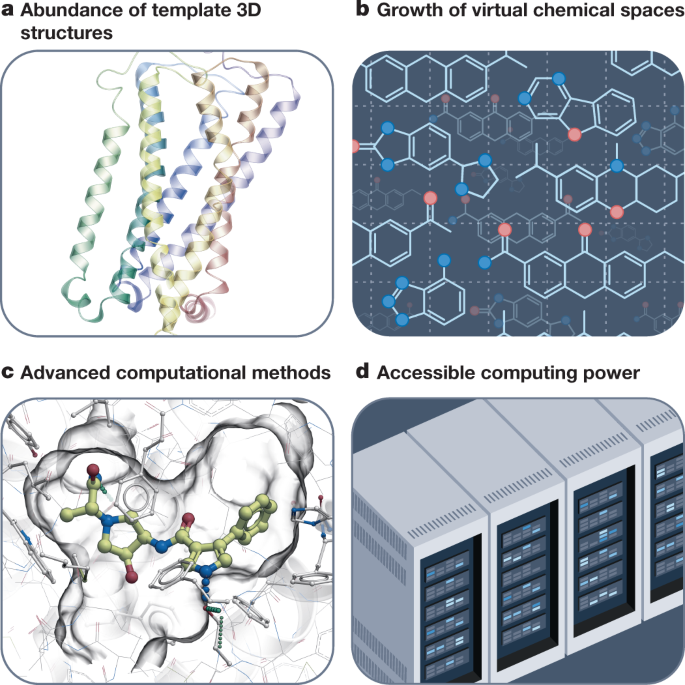 a Abundance of template 3D
structures
b Growth of virtual chemical spaces
c Advanced computational methods
d Accessible computing power